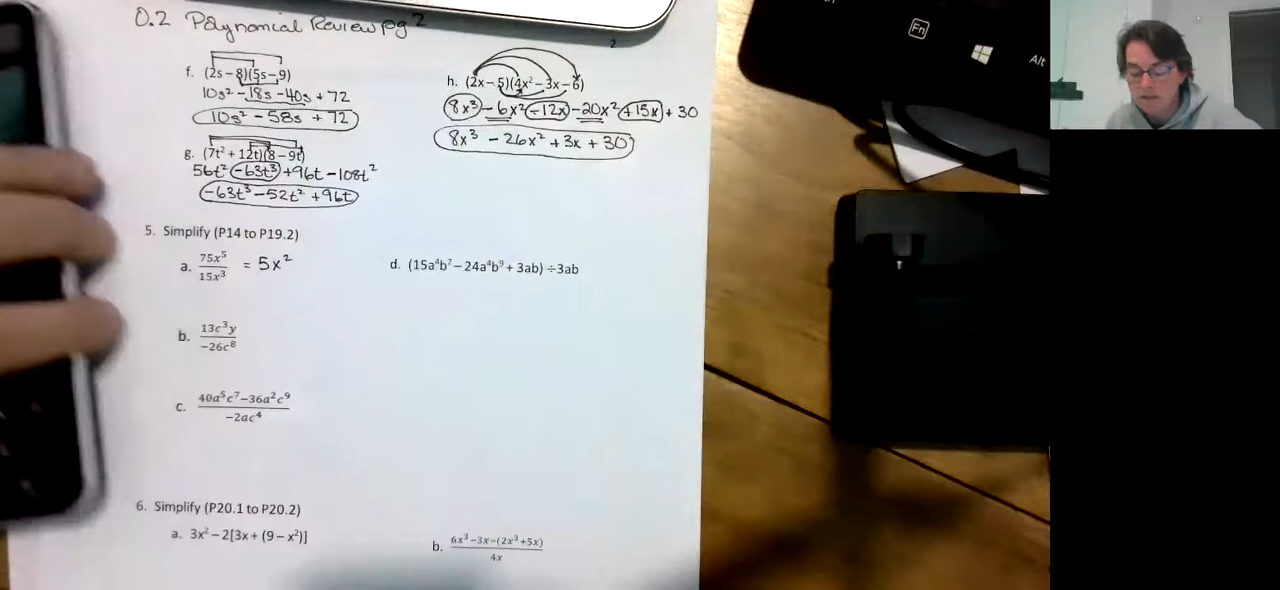 0.2 Polynomial Review pg 2
2
f. (2s – 8)(5s – 9)
10s² - 18s - 40s + 72
10s² - 58s + 72
g. (7t² + 12t)(8 – 9t)
56t² - 63t³ + 96t - 108t²
-63t³ - 52t² + 96t
h. (2x – 5)(4x² – 3x – 6)
8x³ - 6x² - 12x - 20x² + 15x + 30
8x³ - 26x² + 3x + 30
5. Simplify (P14 to P19.2)
a. 75x⁵/15x³ = 5x²
b. 13c³y/-26c⁸
c. 40a⁵c⁷-36a²c⁹/-2ac⁴
d. (15a⁴b⁷ – 24a⁴b⁹ + 3ab) ÷ 3ab
6. Simplify (P20.1 to P20.2)
a. 3x² – 2[3x + (9 – x²)]
b. 6x³-3x-(2x³+5x)/4x
Fn
Alt